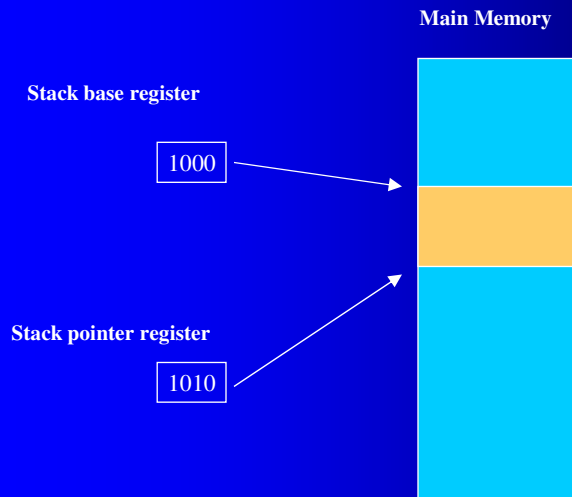 Main Memory
Stack base register
1000
Stack pointer register
1010